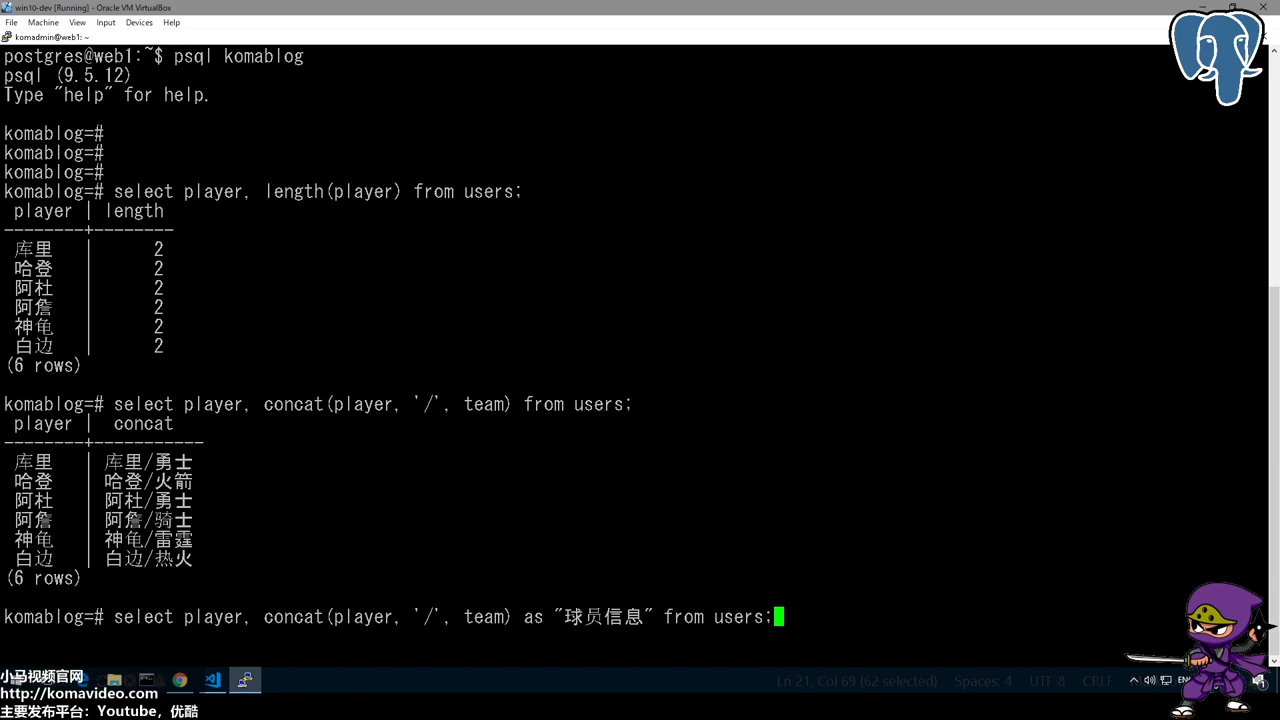 win10-dev [Running] - Oracle VM VirtualBox
File Machine View Input Devices Help
komadmin@web1: ~
postgres@web1:~$ psql komablog
psql (9.5.12)
Type "help" for help.
komablog=#
komablog=#
komablog=#
komablog=# select player, length(player) from users;
player | length
--------+--------
库里 | 2
哈登 | 2
阿杜 | 2
阿詹 | 2
神龟 | 2
白边 | 2
(6 rows)
komablog=# select player, concat(player, '/', team) from users;
player | concat
--------+-----------
库里 | 库里/勇士
哈登 | 哈登/火箭
阿杜 | 阿杜/勇士
阿詹 | 阿詹/骑士
神龟 | 神龟/雷霆
白边 | 白边/热火
(6 rows)
komablog=# select player, concat(player, '/', team) as "球员信息" from users;
Ln 21, Col 69 (62 selected) Spaces: 4 UTF-8 CRLF
小马视频官网
http://komavideo.com
主要发布平台：Youtube，优酷